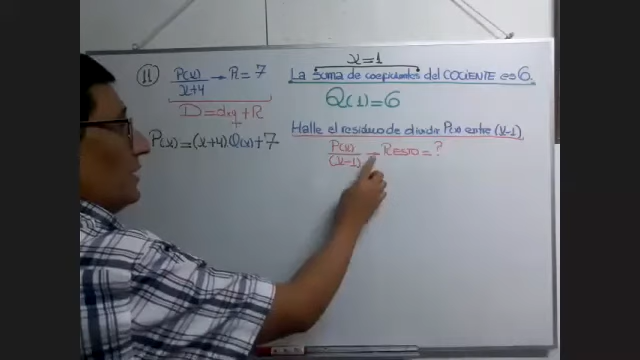 11
P(x)/x+4 → R = 7
D = d×q + R
P(x) = (x+4).Q(x) + 7
x = 1
La suma de coeficientes del COCIENTE es 6.
Q(1) = 6
Halle el residuo de dividir P(x) entre (x-1)
P(x)/(x-1) → RESTO = ?